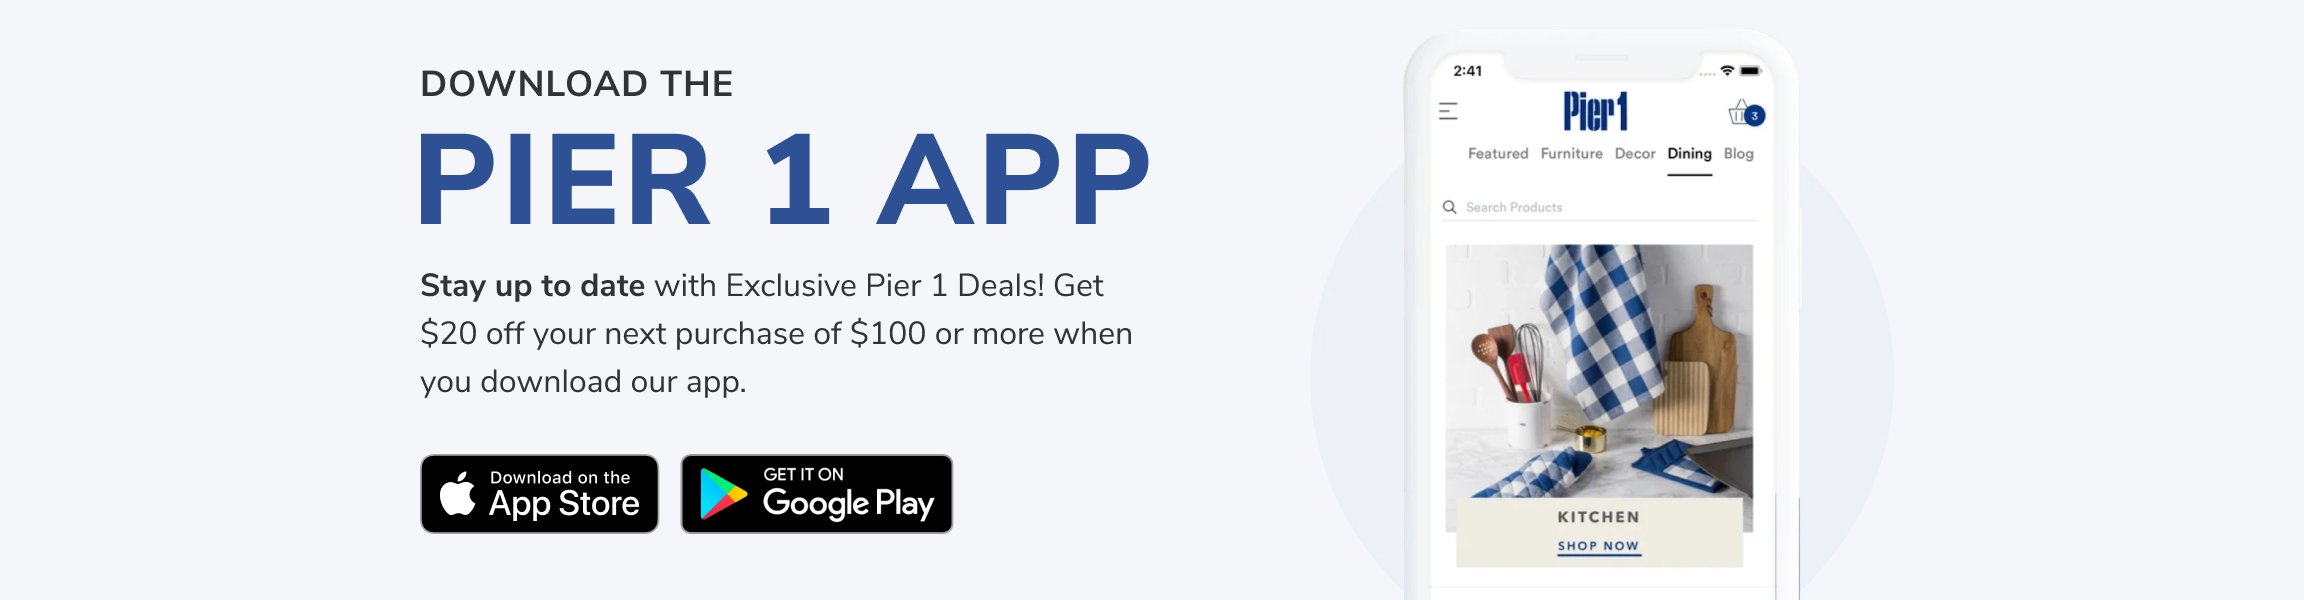 DOWNLOAD THE
PIER 1 APP
Stay up to date with Exclusive Pier 1 Deals! Get
$20 off your next purchase of $100 or more when
you download our app.
Download on the
App Store
GET IT ON
Google Play
2:41
Pier 1
3
Featured Furniture Decor Dining Blog
Search Products
KITCHEN
SHOP NOW